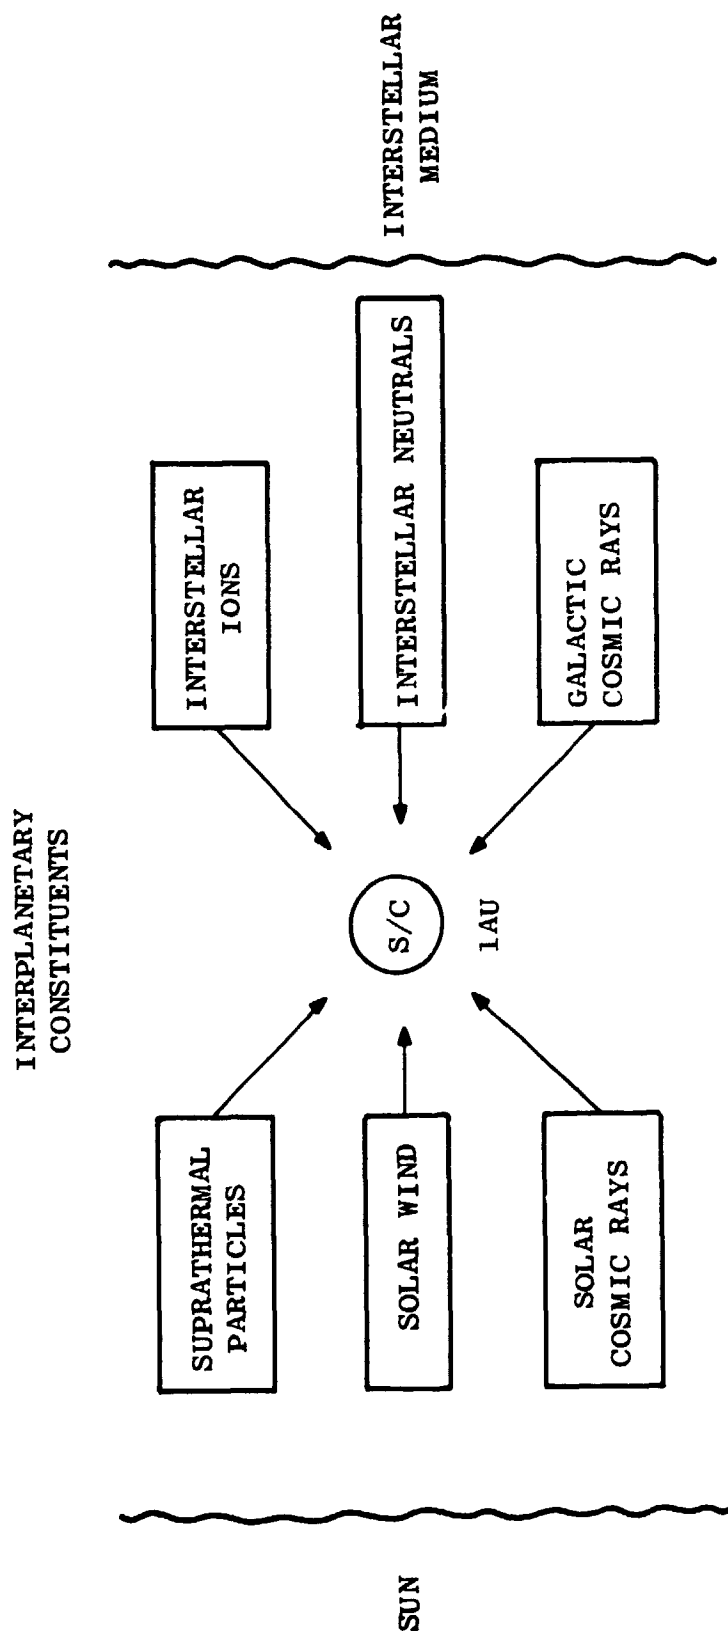 INTERPLANETARY
CONSTITUENTS
SUN
SUPRATHERMAL
PARTICLES
SOLAR WIND
SOLAR
COSMIC RAYS
S/C
1AU
INTERSTELLAR
IONS
INTERSTELLAR NEUTRALS
GALACTIC
COSMIC RAYS
INTERSTELLAR
MEDIUM